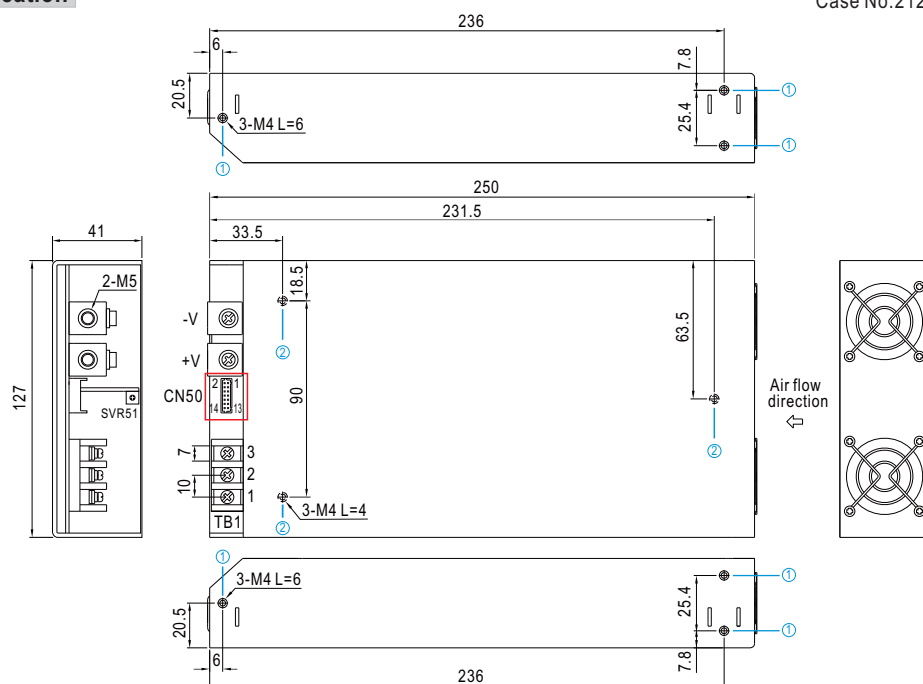 Case No.212
236
6
7.8
20.5
25.4
3-M4 L=6
①
①
①
250
231.5
41
33.5
18.5
2-M5
-V
②
63.5
+V
2 1
CN50
14 13
90
127
SVR51
Air flow
direction
②
7
3
2
10
1
3-M4 L=4
TB1
②
①
3-M4 L=6
①
25.4
20.5
①
6
7.8
236